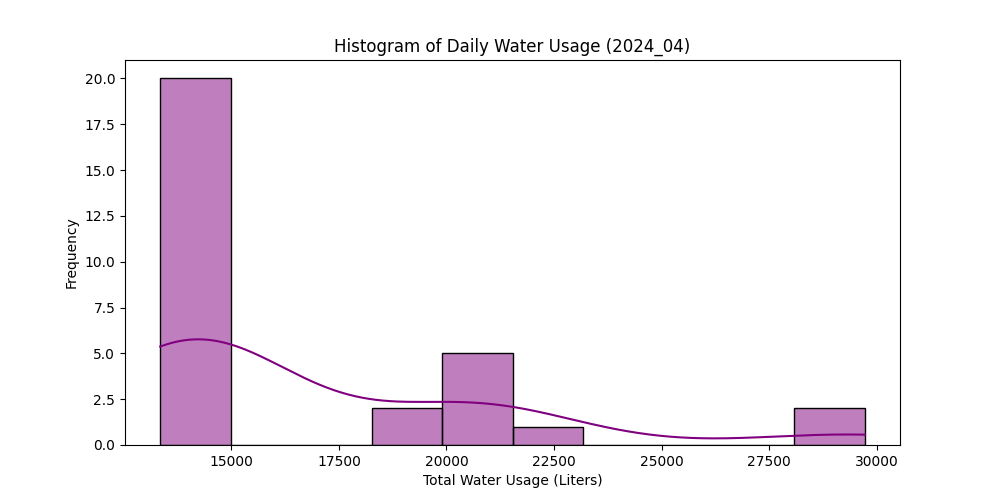 Histogram of Daily Water Usage (2024_04)
Frequency
20.0
17.5
15.0
12.5
10.0
7.5
5.0
2.5
0.0
15000 17500 20000 22500 25000 27500 30000
Total Water Usage (Liters)